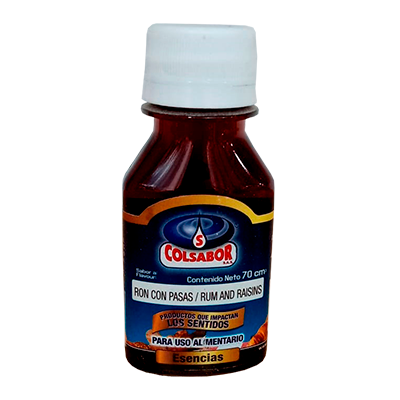 S
COLSABOR
S.A.S
Sabor a
Flavour:
Contenido Neto 70 cm
RON CON PASAS / RUM AND RAISINS
PRODUCTOS QUE IMPACTAN
LOS SENTIDOS
PARA USO ALIMENTARIO
Esencias